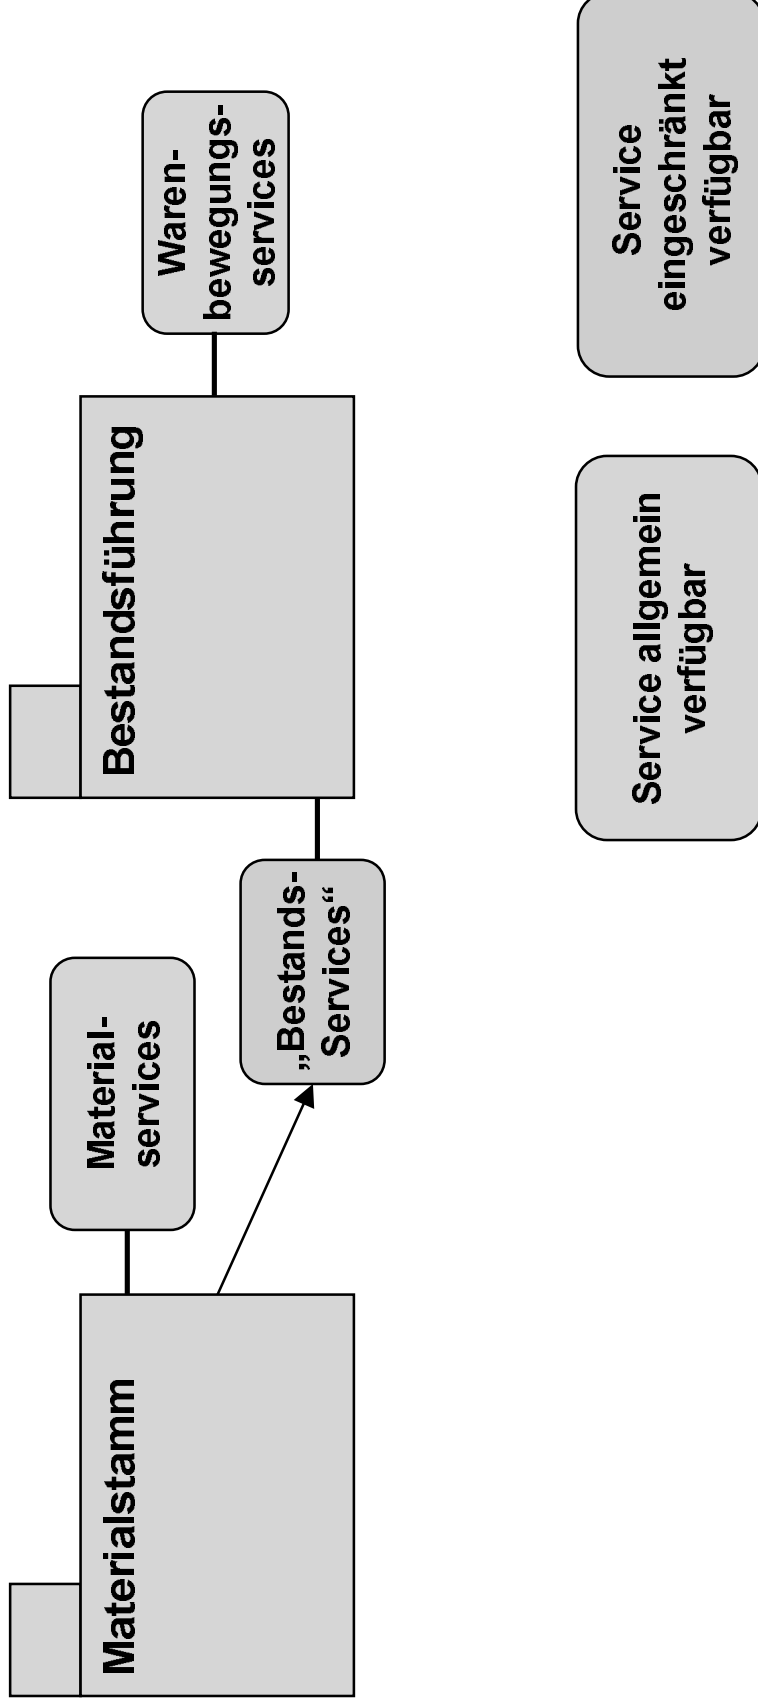 Materialstamm
Material-
services
„Bestands-
Services“
Bestandsführung
Waren-
bewegungs-
services
Service allgemein
verfügbar
Service
eingeschränkt
verfügbar